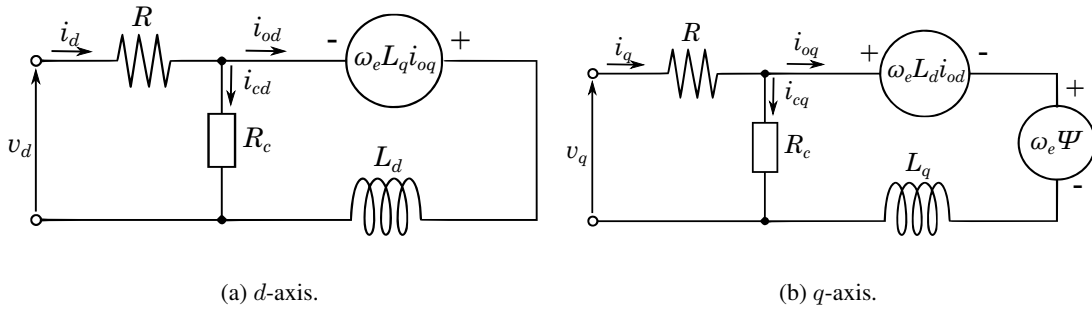 i_d R i_od - ω_e L_q i_oq +
i_cd
v_d R_c
L_d
(a) d-axis.
i_q R i_oq + ω_e L_d i_od -
i_cq +
v_q R_c ω_e Ψ
L_q -
(b) q-axis.